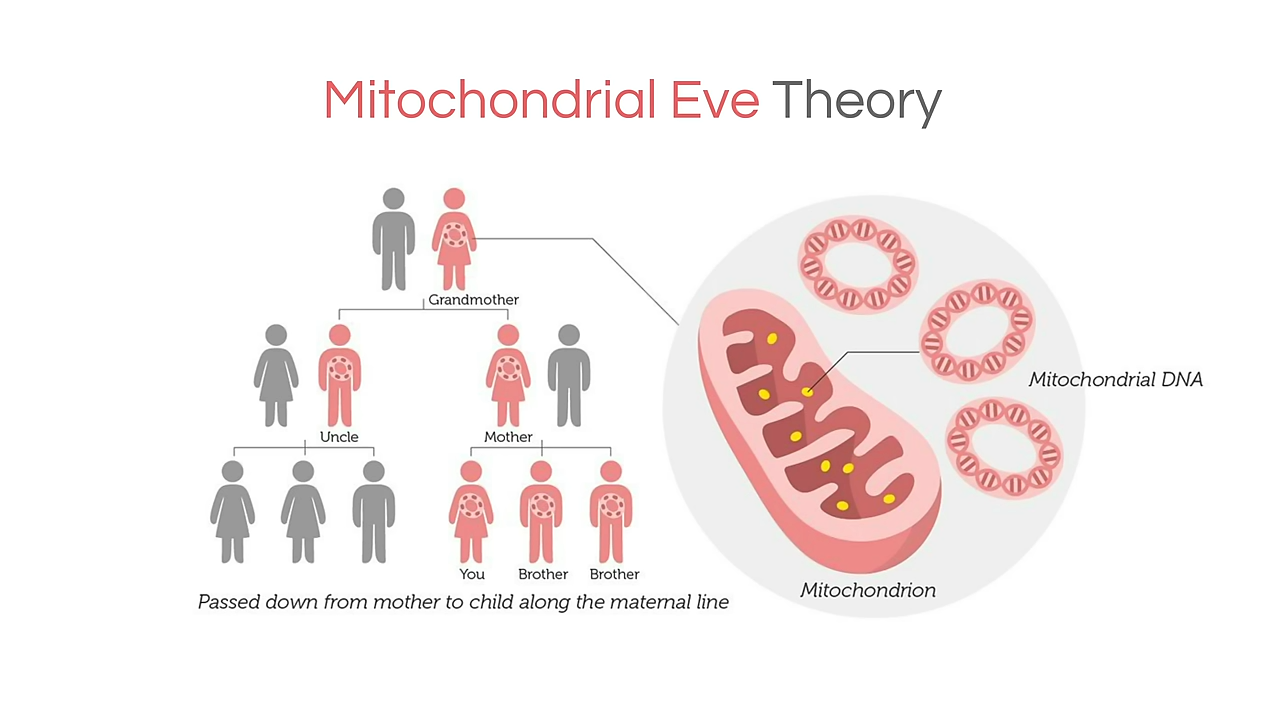 Mitochondrial Eve Theory
Grandmother
Uncle
Mother
You
Brother
Brother
Passed down from mother to child along the maternal line
Mitochondrial DNA
Mitochondrion